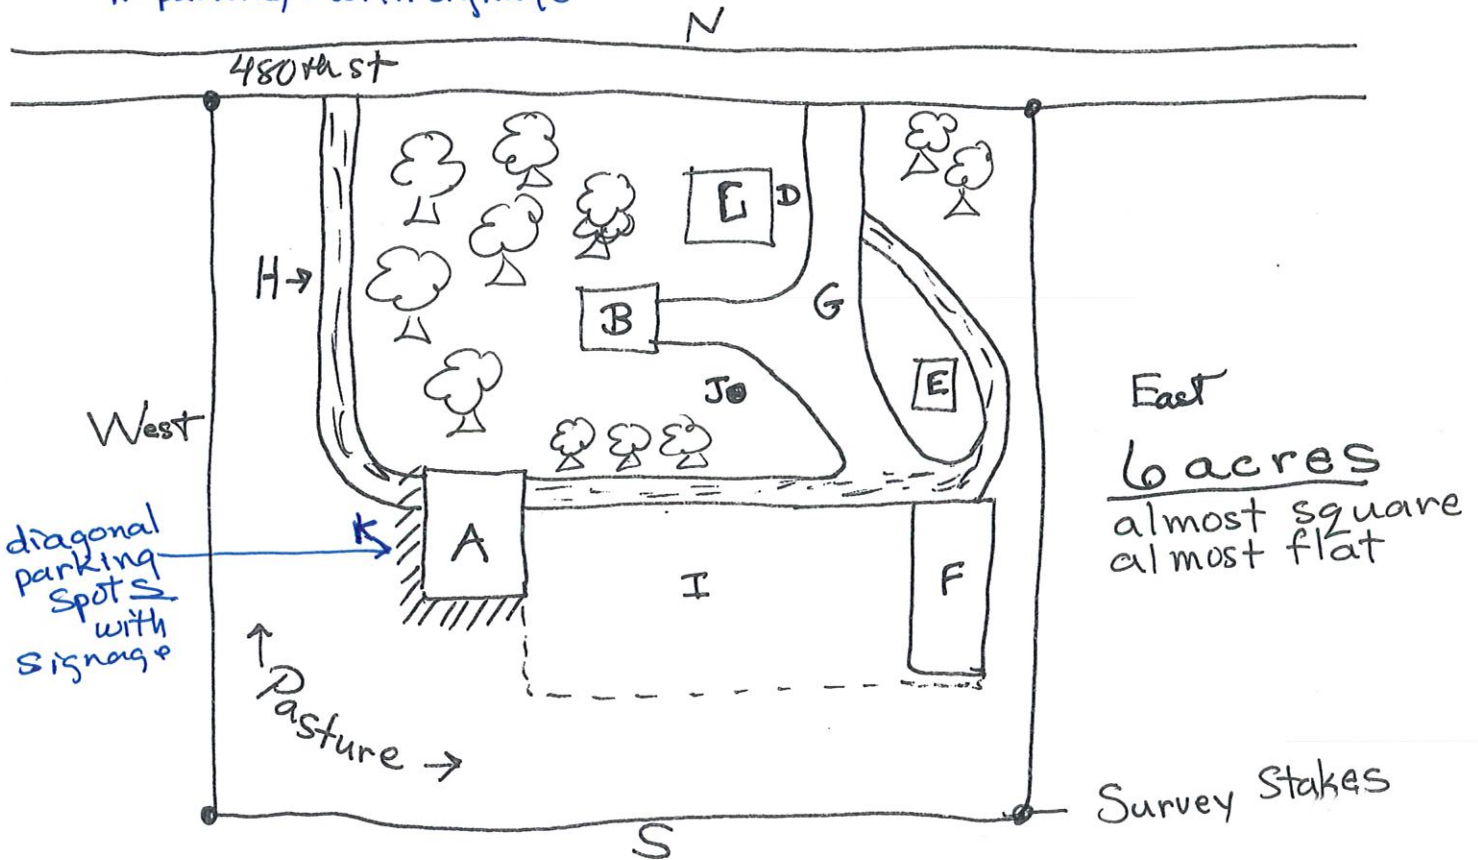 N
480th st
C
D
H
B
G
J
E
West
East
6 acres
almost square
almost flat
diagonal
parking
spots
with
signage
K
A
I
F
Pasture
Survey Stakes
S